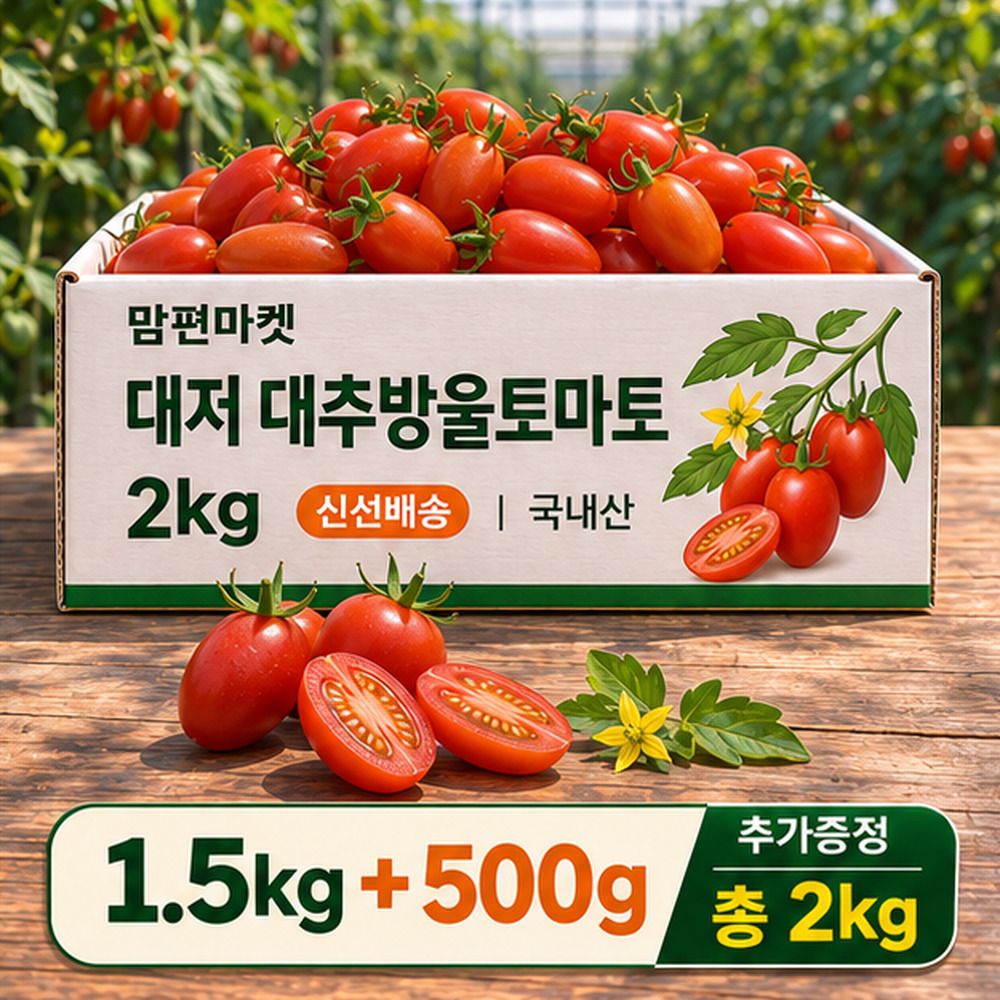 맘편마켓
대저 대추방울토마토
2kg 신선배송 | 국내산
1.5kg + 500g
추가증정
총 2kg